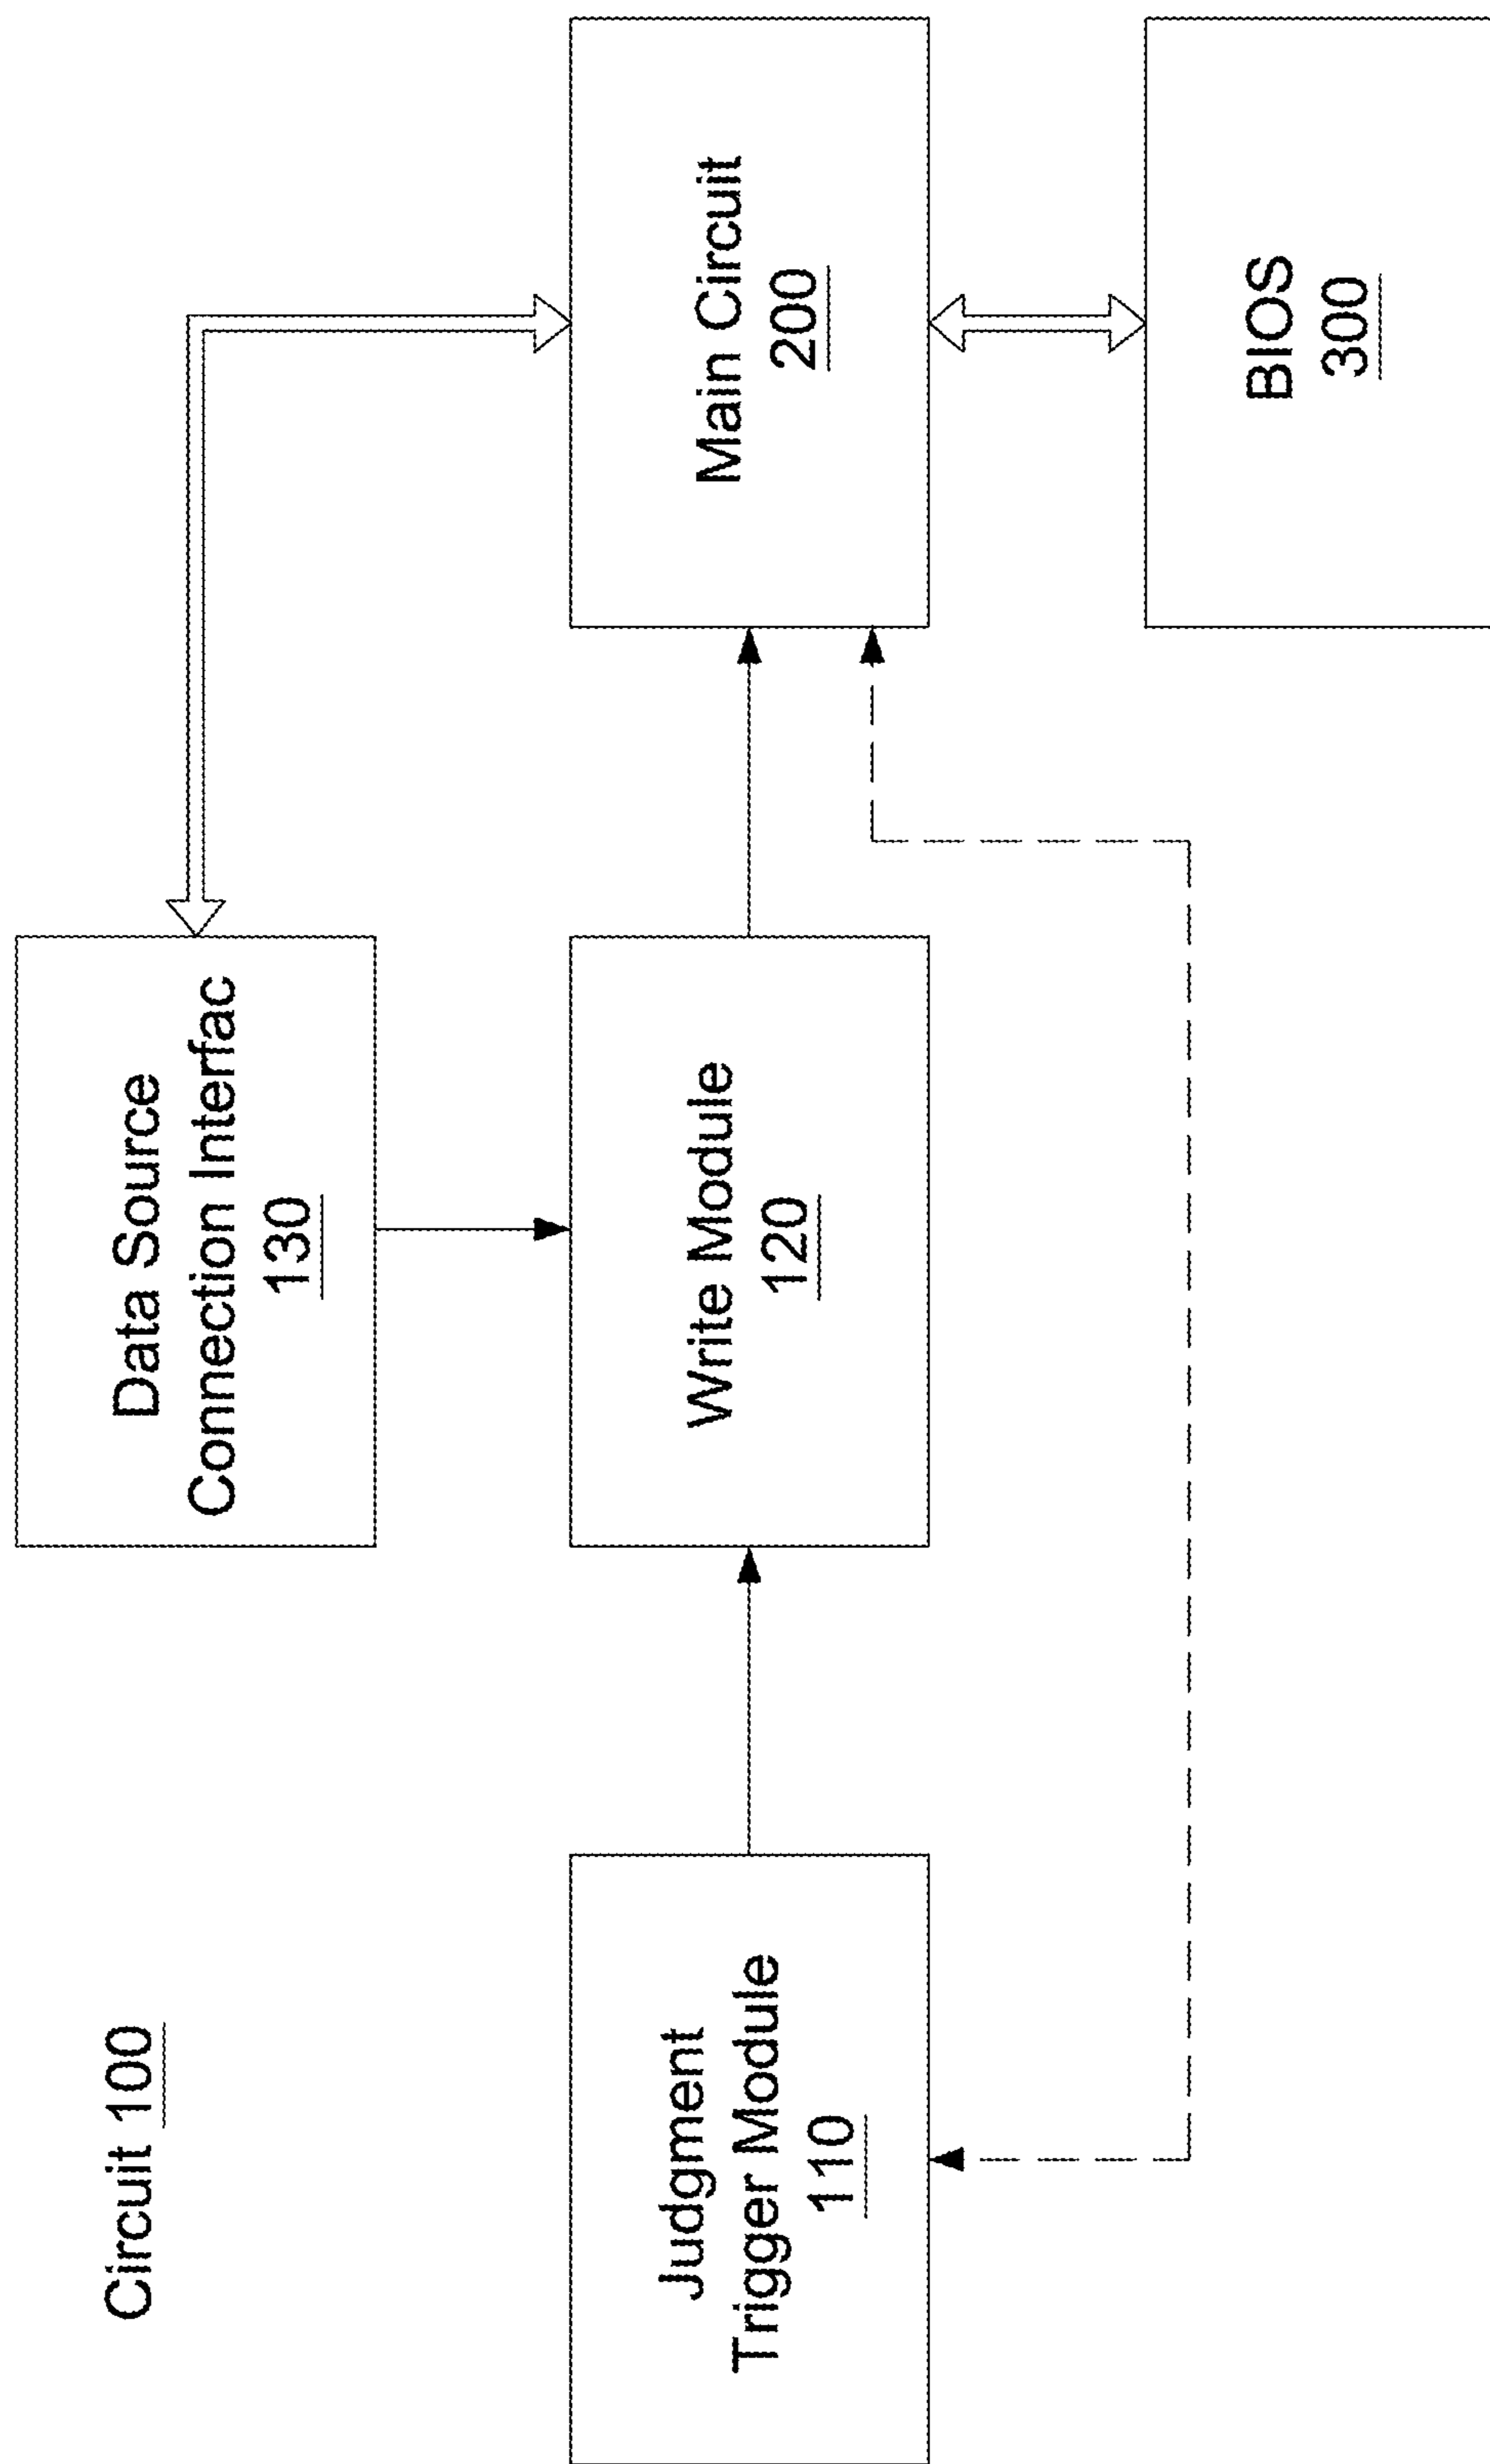 Circuit 100
Data Source
Connection Interfac
130
Judgment
Trigger Module
110
Write Module
120
Main Circuit
200
BIOS
300